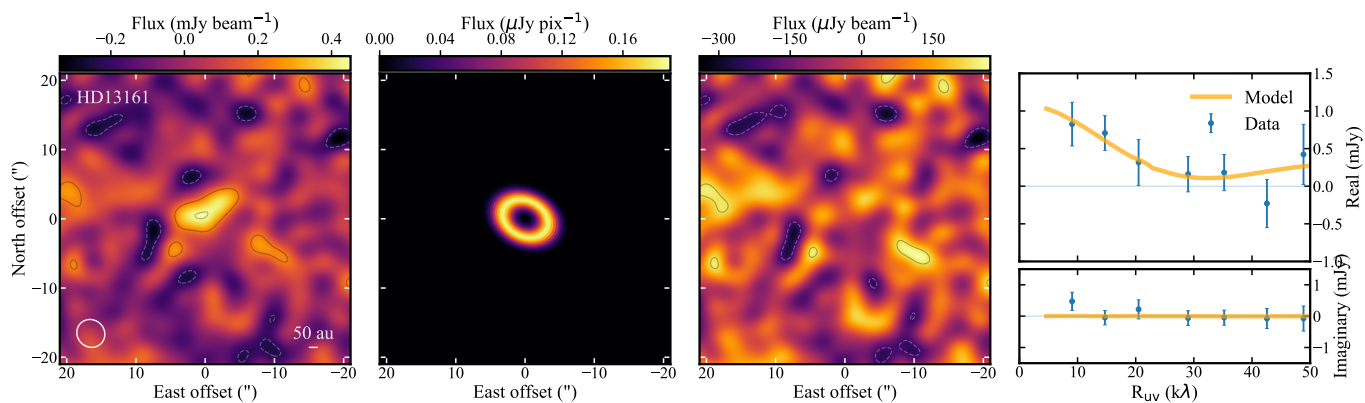 Flux (mJy beam⁻¹)
−0.2 0.0 0.2 0.4
HD13161
50 au
20 10 0 −10 −20
North offset (")
20 10 0 −10 −20
East offset (")
Flux (μJy pix⁻¹)
0.00 0.04 0.08 0.12 0.16
20 10 0 −10 −20
East offset (")
Flux (μJy beam⁻¹)
−300 −150 0 150
20 10 0 −10 −20
East offset (")
Model
Data
1.5
1.0
0.5
0.0
−0.5
−1.0
Real (mJy)
1
0
−1
Imaginary (mJy)
0 10 20 30 40 50
R_uv (kλ)